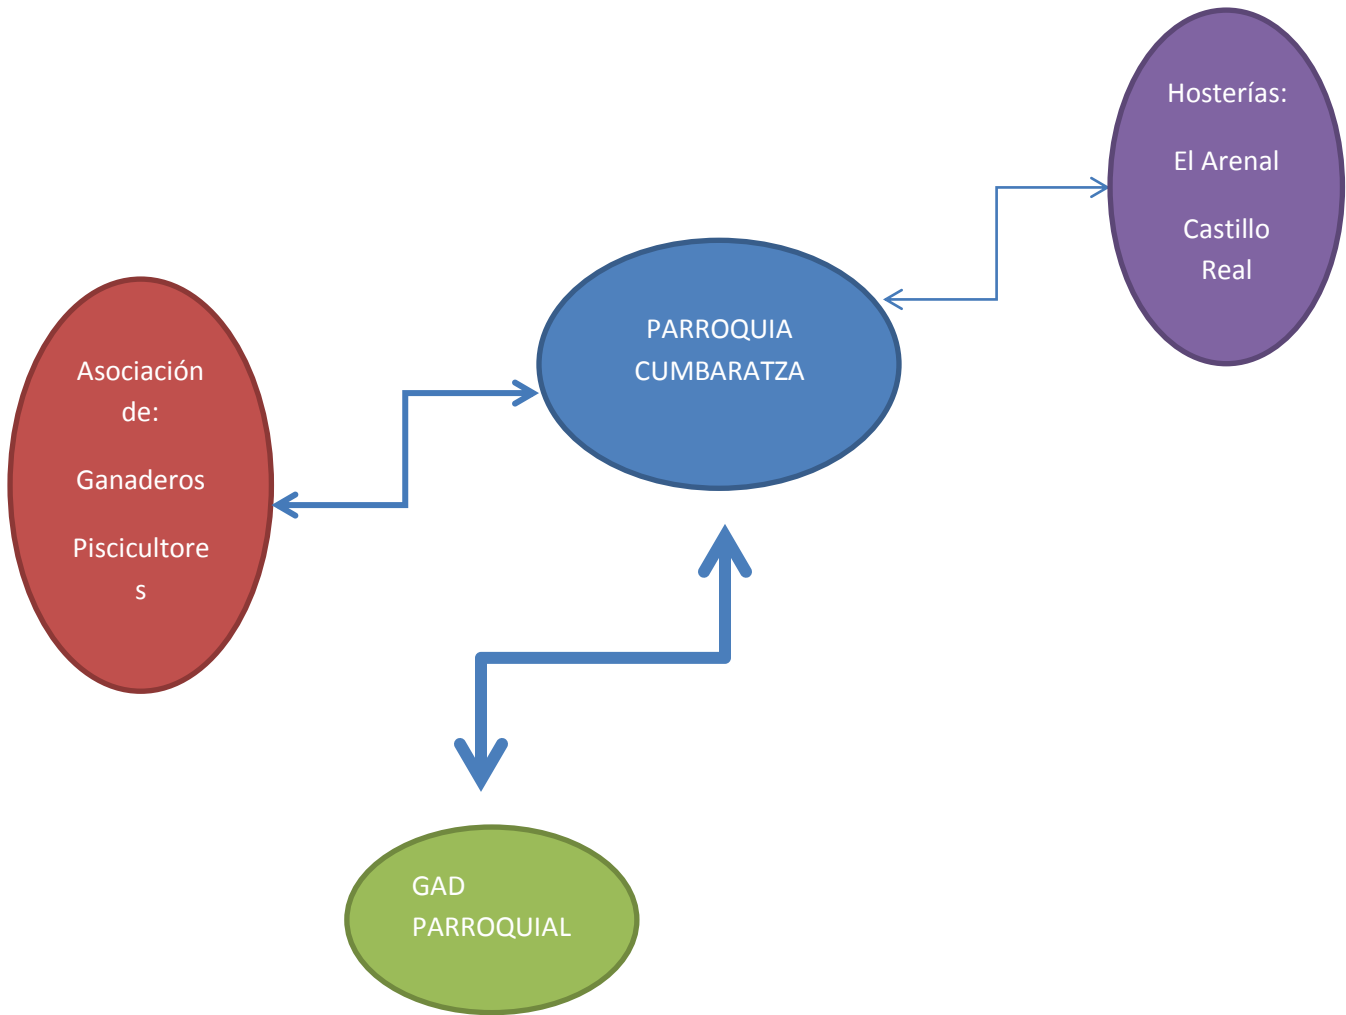 Hosterías:
El Arenal
Castillo
Real
PARROQUIA
CUMBARATZA
Asociación
de:
Ganaderos
Piscicultore
s
GAD
PARROQUIAL